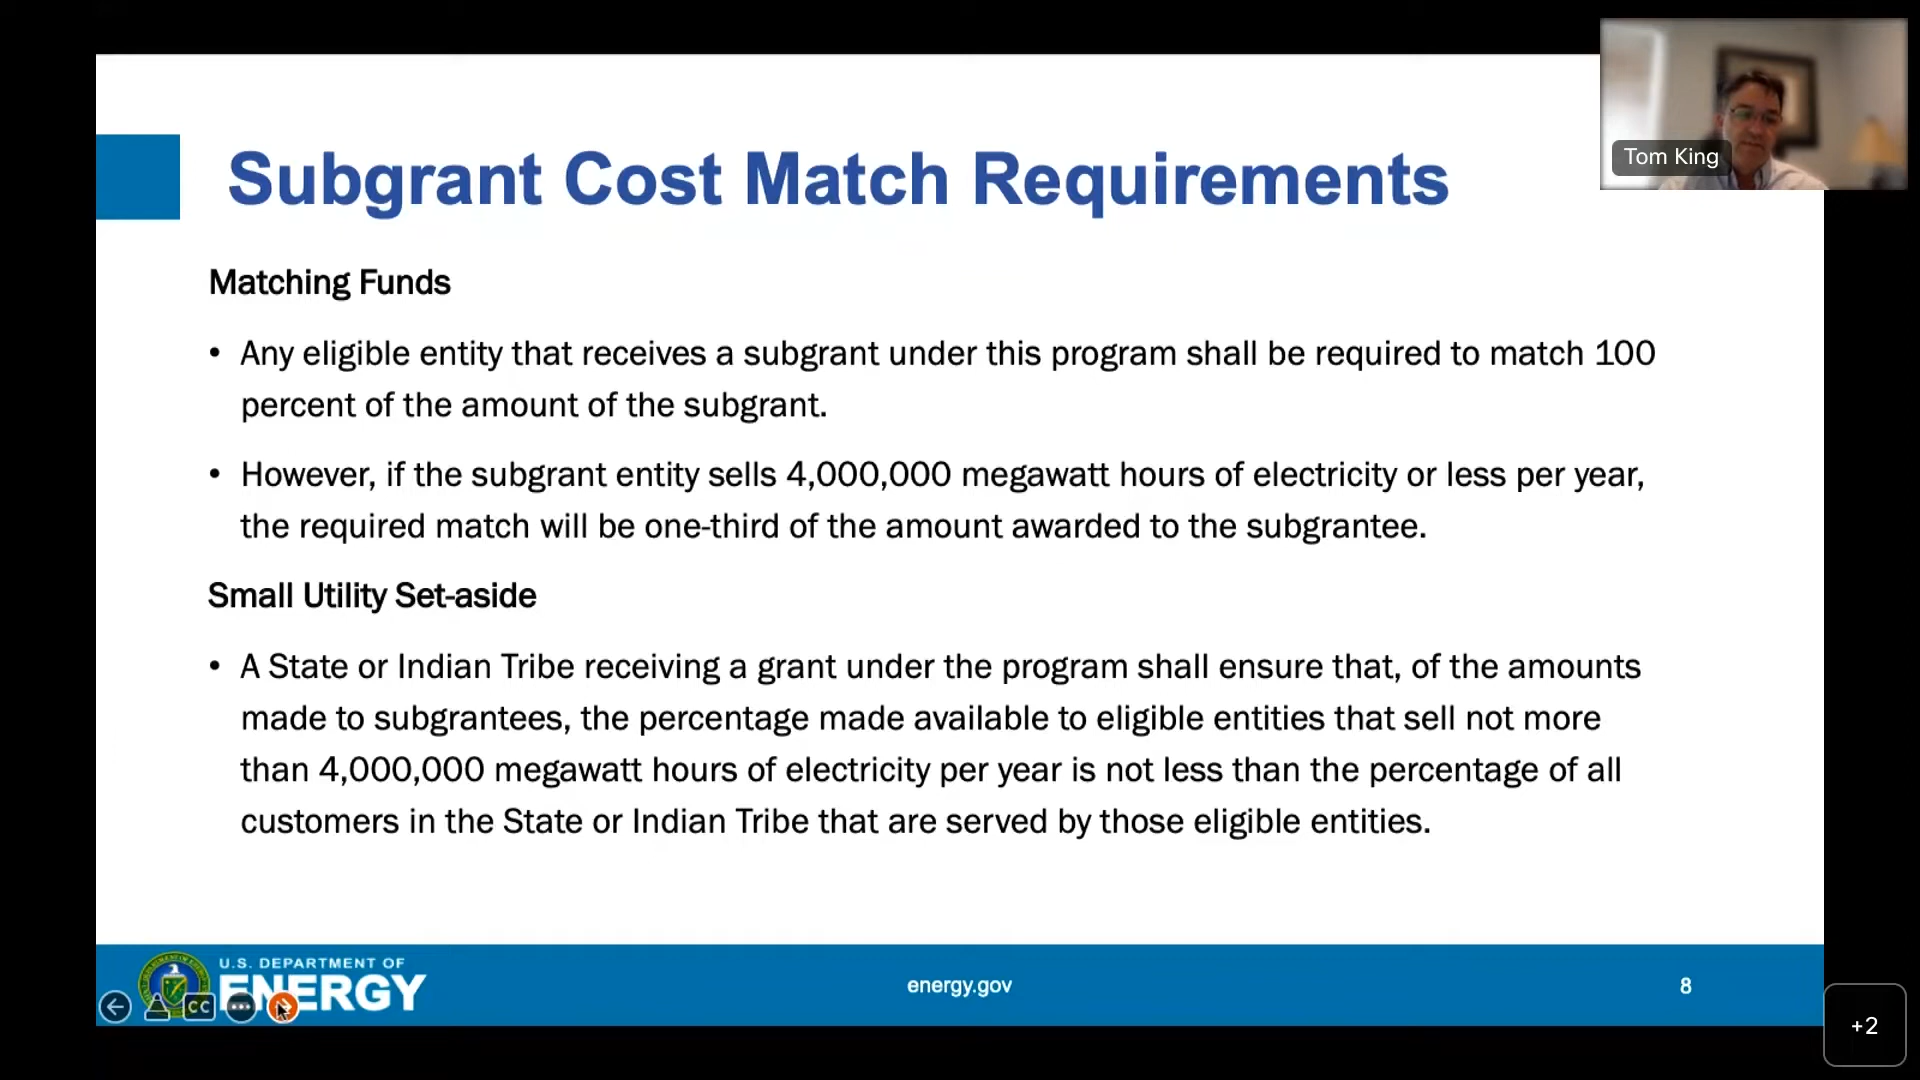 Tom King
Subgrant Cost Match Requirements
Matching Funds
• Any eligible entity that receives a subgrant under this program shall be required to match 100
percent of the amount of the subgrant.
• However, if the subgrant entity sells 4,000,000 megawatt hours of electricity or less per year,
the required match will be one-third of the amount awarded to the subgrantee.
Small Utility Set-aside
• A State or Indian Tribe receiving a grant under the program shall ensure that, of the amounts
made to subgrantees, the percentage made available to eligible entities that sell not more
than 4,000,000 megawatt hours of electricity per year is not less than the percentage of all
customers in the State or Indian Tribe that are served by those eligible entities.
U.S. DEPARTMENT OF
ENERGY
CC
energy.gov
8
+2